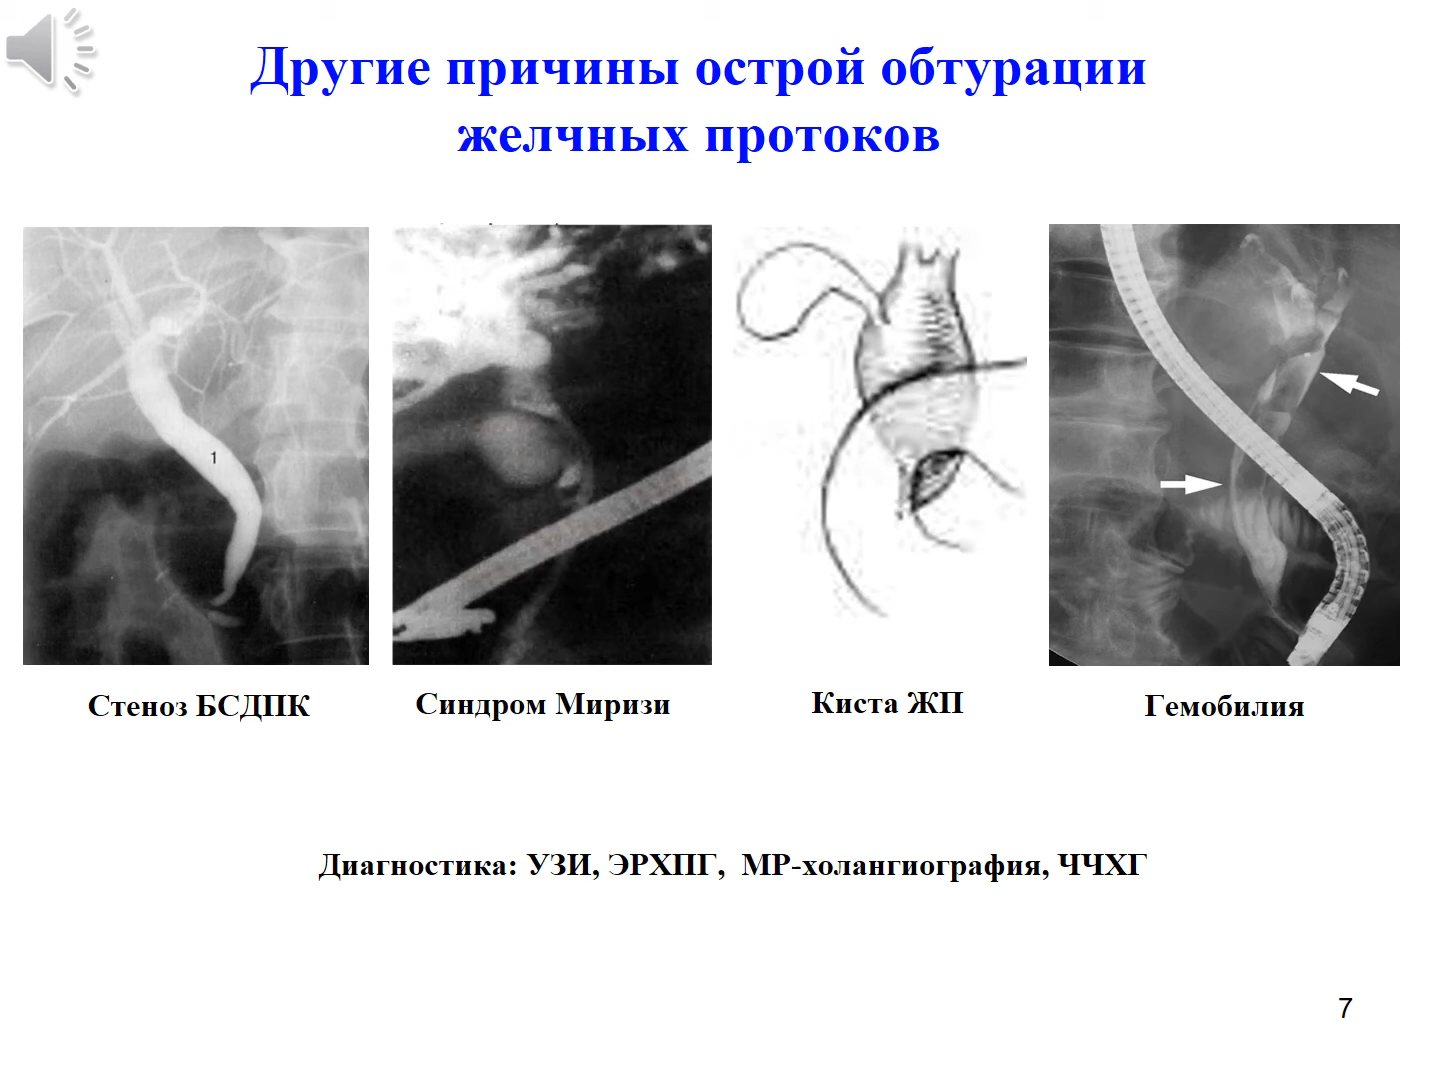 Другие причины острой обтурации
желчных протоков
1
Стеноз БСДПК
Синдром Миризи
Киста ЖП
Гемобилия
Диагностика: УЗИ, ЭРХПГ, МР-холангиография, ЧЧХГ
7